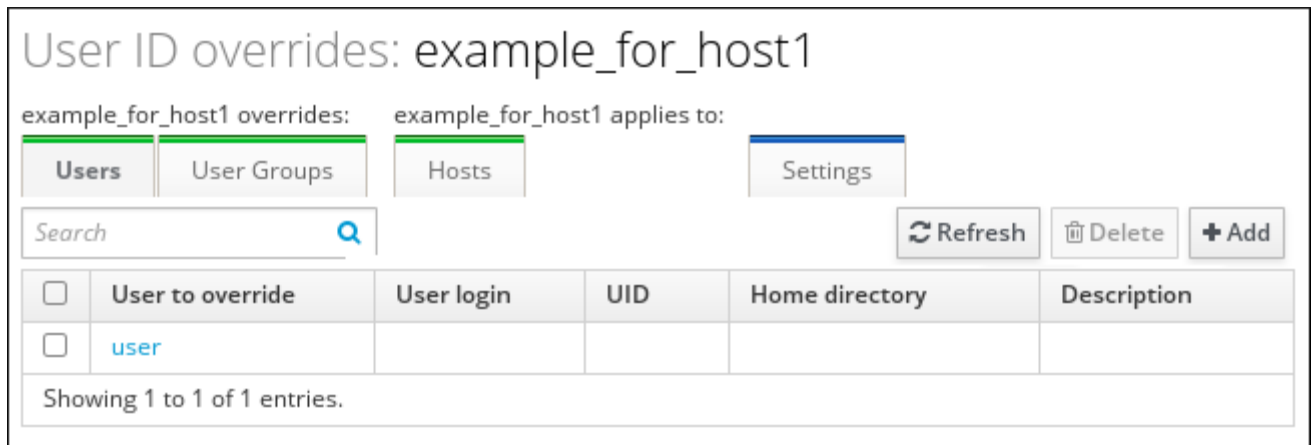 User ID overrides: example_for_host1
example_for_host1 overrides: example_for_host1 applies to:
Users User Groups Hosts Settings
Search Refresh Delete Add
User to override User login UID Home directory Description
user
Showing 1 to 1 of 1 entries.